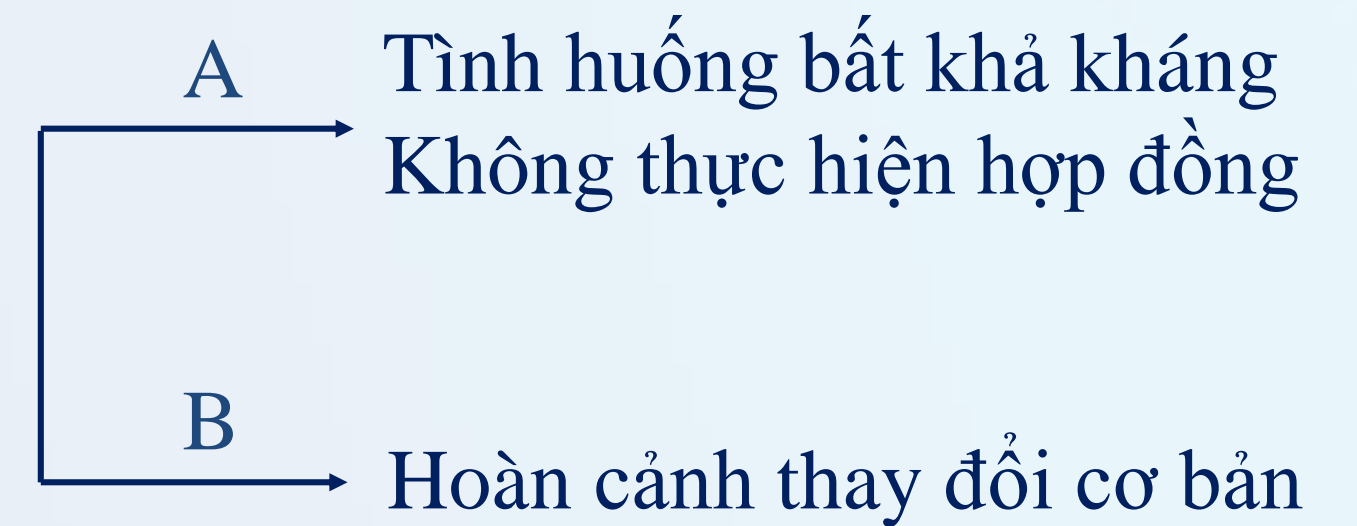 A
Tình huống bất khả kháng
Không thực hiện hợp đồng
B
Hoàn cảnh thay đổi cơ bản